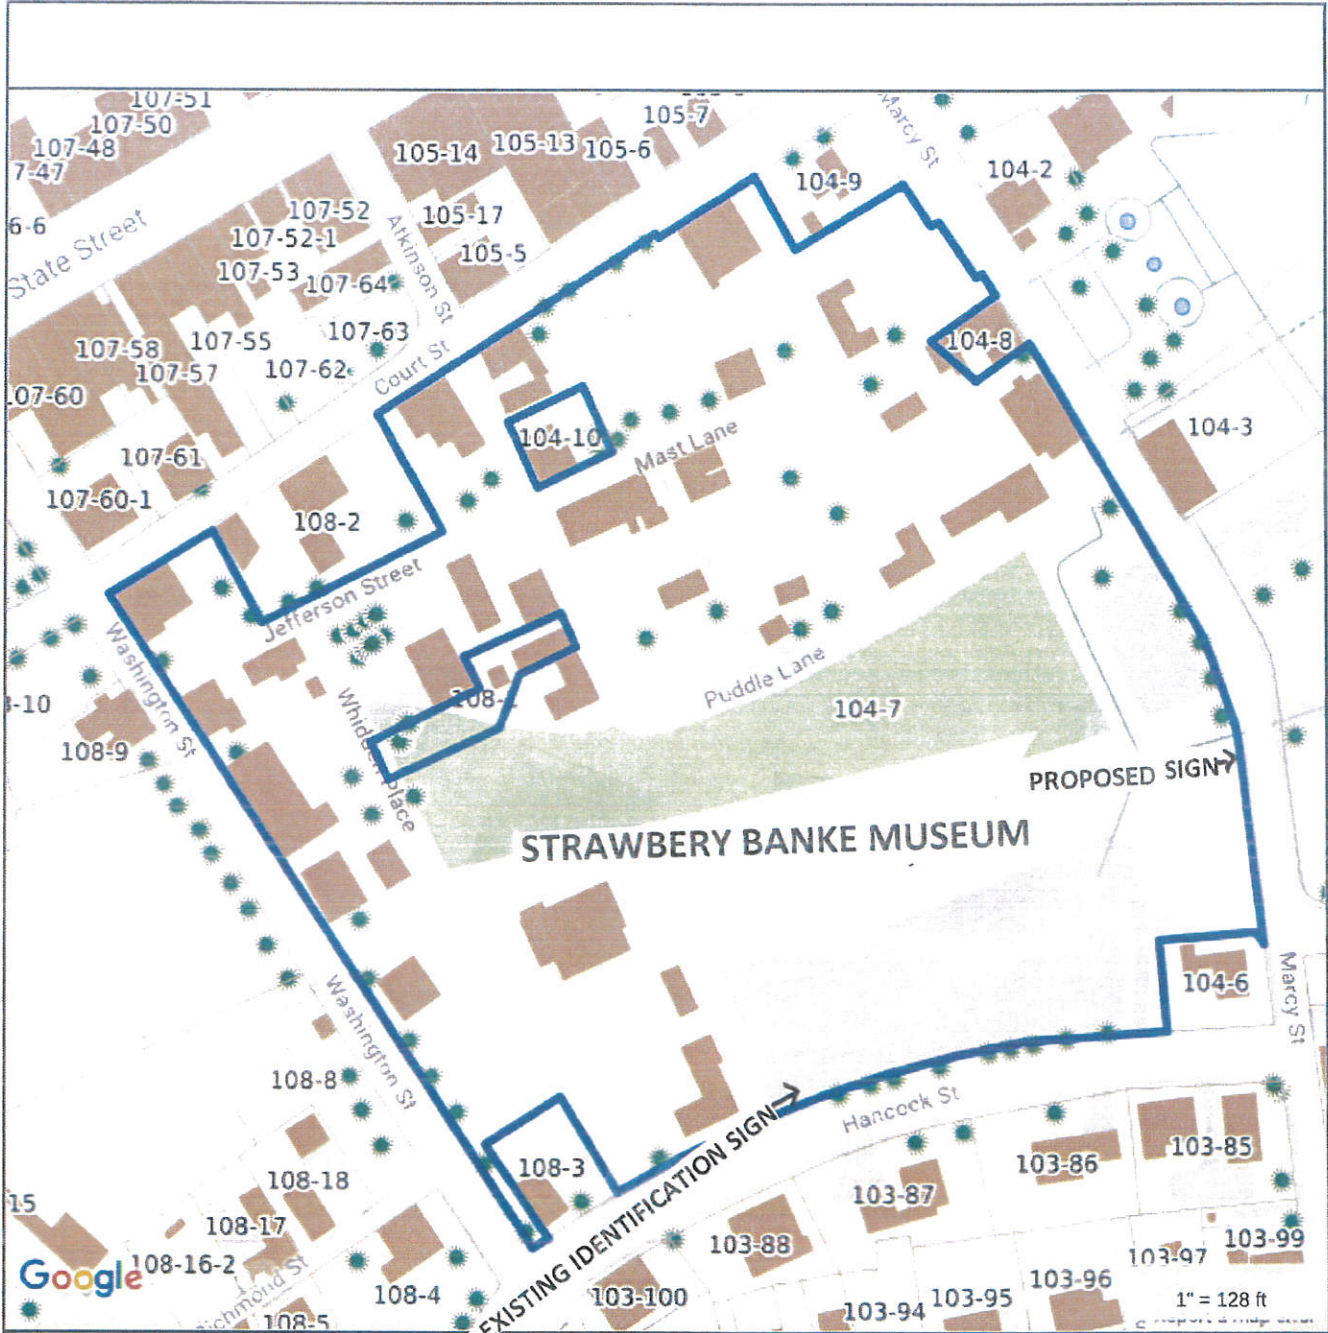 107-51
107-50
107-48
7-47
105-7
105-14
105-13
105-6
Marcy St
104-2
104-9
6-6
State Street
107-52
107-52-1
107-53
107-64
Atkinson St
105-17
105-5
107-58
107-55
107-57
107-63
107-62
Court St
104-8
107-60
107-61
107-60-1
104-10
Mast Lane
104-3
108-2
Jefferson Street
Washington St
108-9
Whidden Place
Puddle Lane
104-7
PROPOSED SIGN
STRAWBERY BANKE MUSEUM
104-6
Marcy St
Washington St
108-8
Hancock St
108-3
EXISTING IDENTIFICATION SIGN
103-85
103-86
103-87
103-88
108-18
108-17
15
108-16-2
Google
Richmond St
108-4
108-5
103-100
103-94
103-95
103-96
103-97
103-99
1" = 128 ft